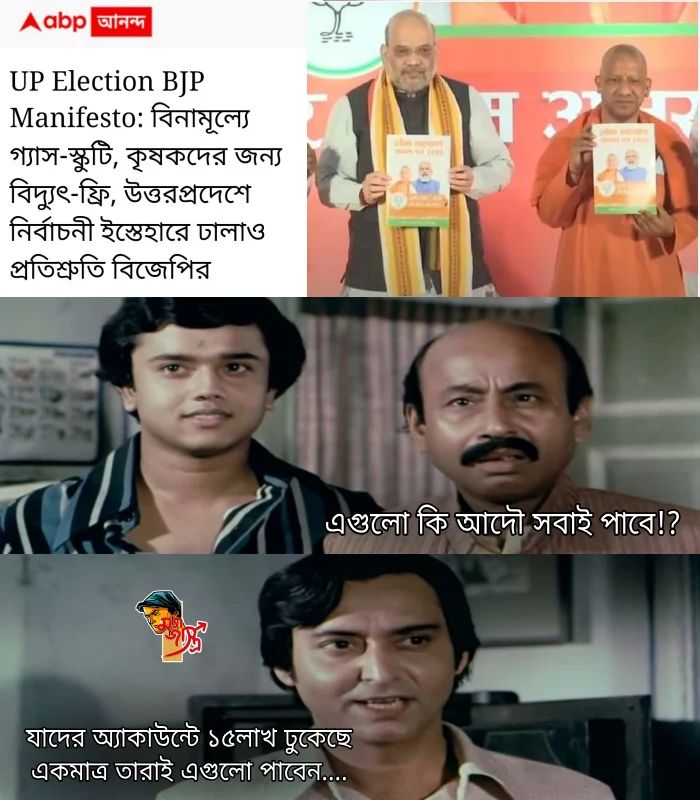 abp আনন্দ
UP Election BJP
Manifesto: বিনামূল্যে
গ্যাস-স্কুটি, কৃষকদের জন্য
বিদ্যুৎ-ফ্রি, উত্তরপ্রদেশে
নির্বাচনী ইস্তেহারে ঢালাও
প্রতিশ্রুতি বিজেপির
এগুলো কি আদৌ সবাই পাবে!?
যাদের অ্যাকাউন্টে ১৫লাখ ঢুকেছে
একমাত্র তারাই এগুলো পাবেন....